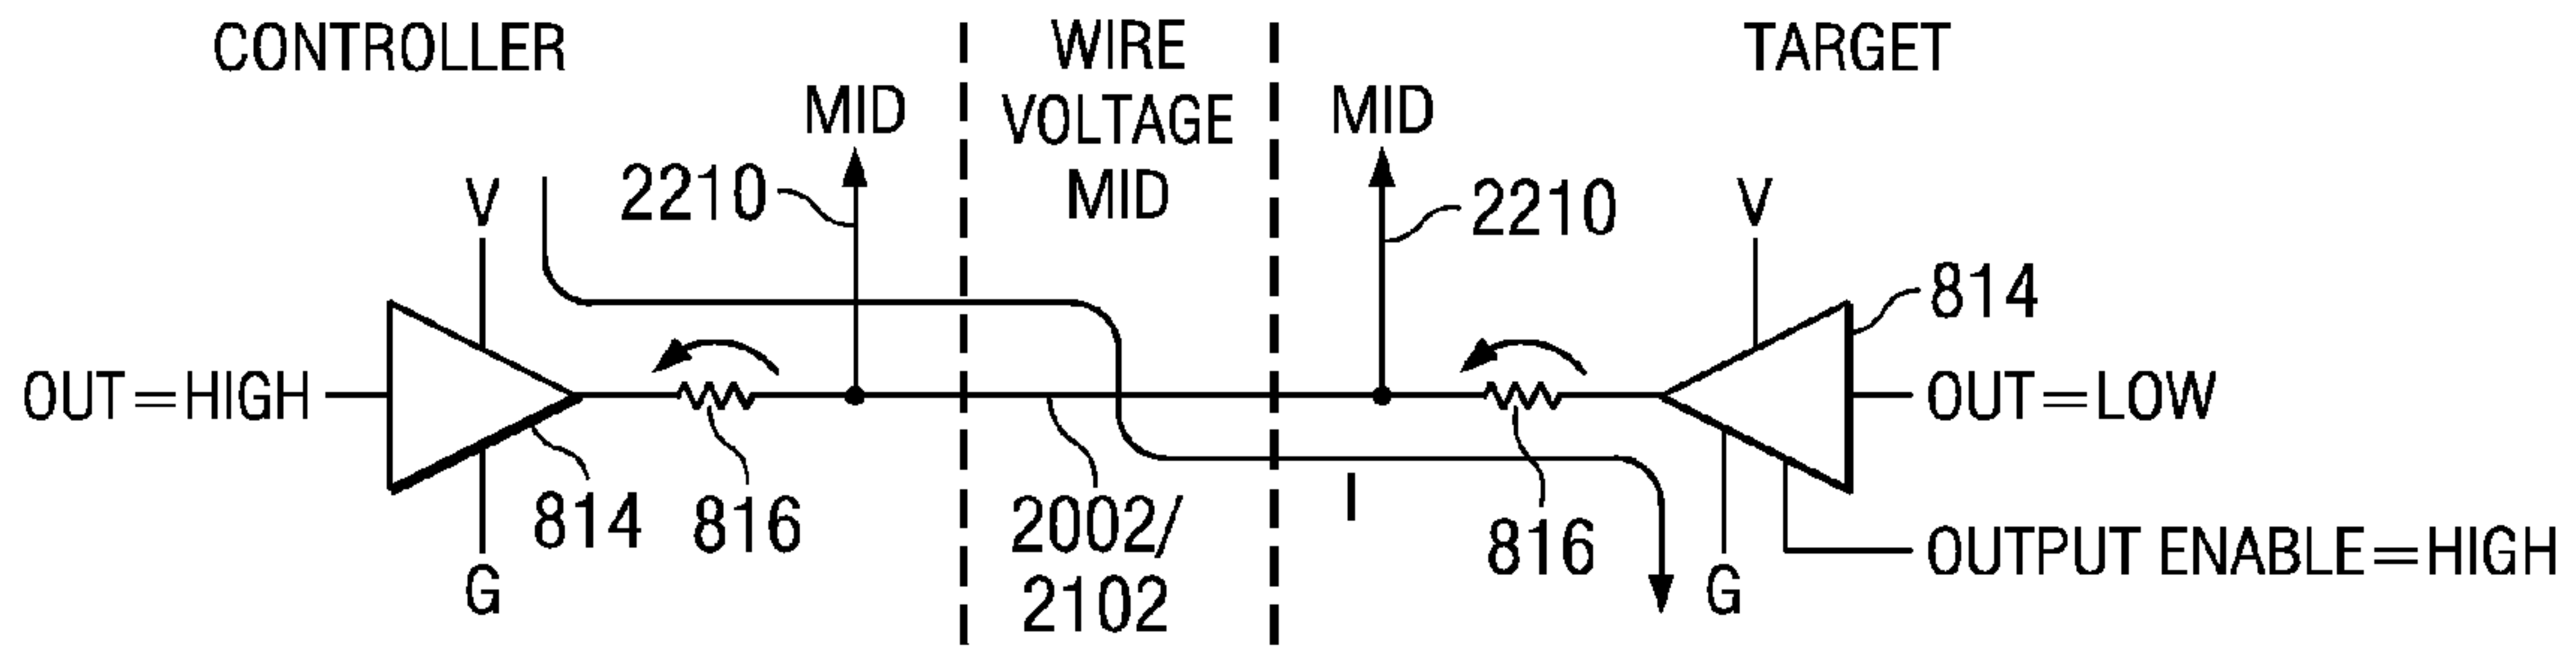 CONTROLLER
WIRE
VOLTAGE
MID
TARGET
MID
MID
2210
2210
V
V
814
OUT=HIGH
OUT=LOW
814
816
2002/
2102
I
816
OUTPUT ENABLE=HIGH
G
G